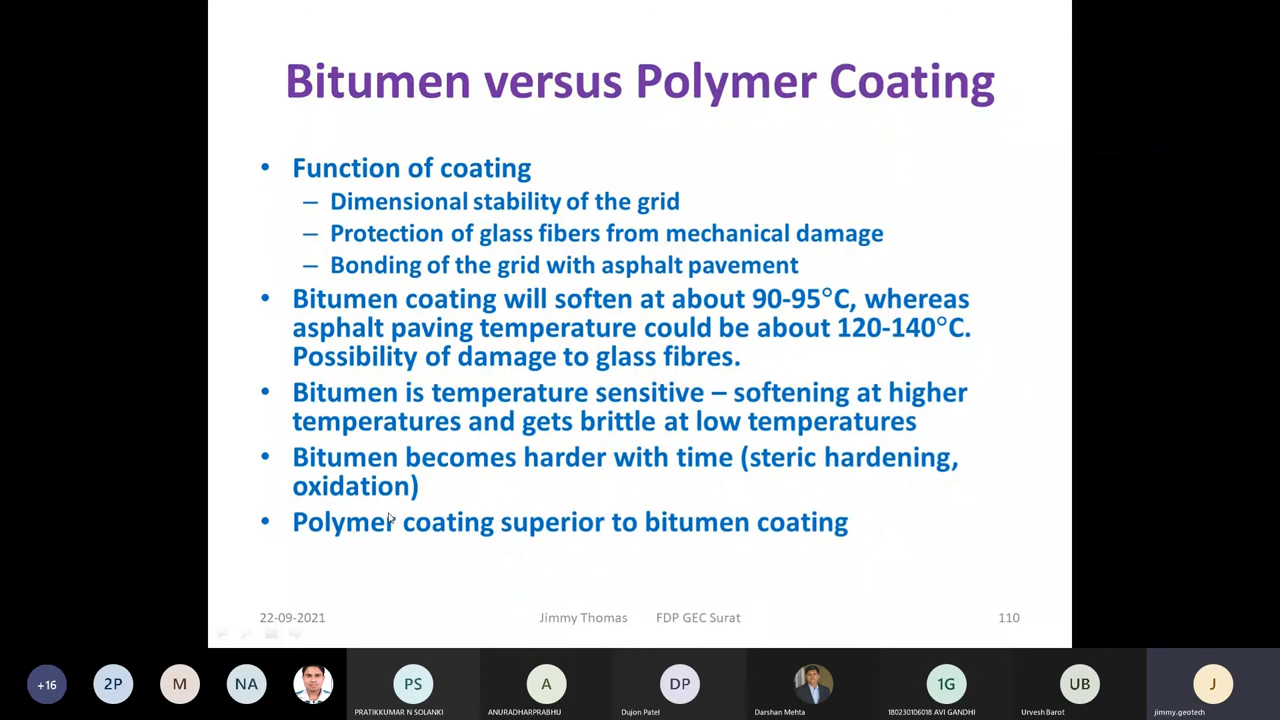 Bitumen versus Polymer Coating
• Function of coating
– Dimensional stability of the grid
– Protection of glass fibers from mechanical damage
– Bonding of the grid with asphalt pavement
• Bitumen coating will soften at about 90-95°C, whereas
asphalt paving temperature could be about 120-140°C.
Possibility of damage to glass fibres.
• Bitumen is temperature sensitive – softening at higher
temperatures and gets brittle at low temperatures
• Bitumen becomes harder with time (steric hardening,
oxidation)
• Polymer coating superior to bitumen coating
22-09-2021 Jimmy Thomas FDP GEC Surat 110
+16 2P M NA PS A DP 1G UB J
PRATIKKUMAR N SOLANKI ANURADHARPRABHU Dujon Patel Darshan Mehta 180230106018 AVI GANDHI Urvesh Barot jimmy.geotech